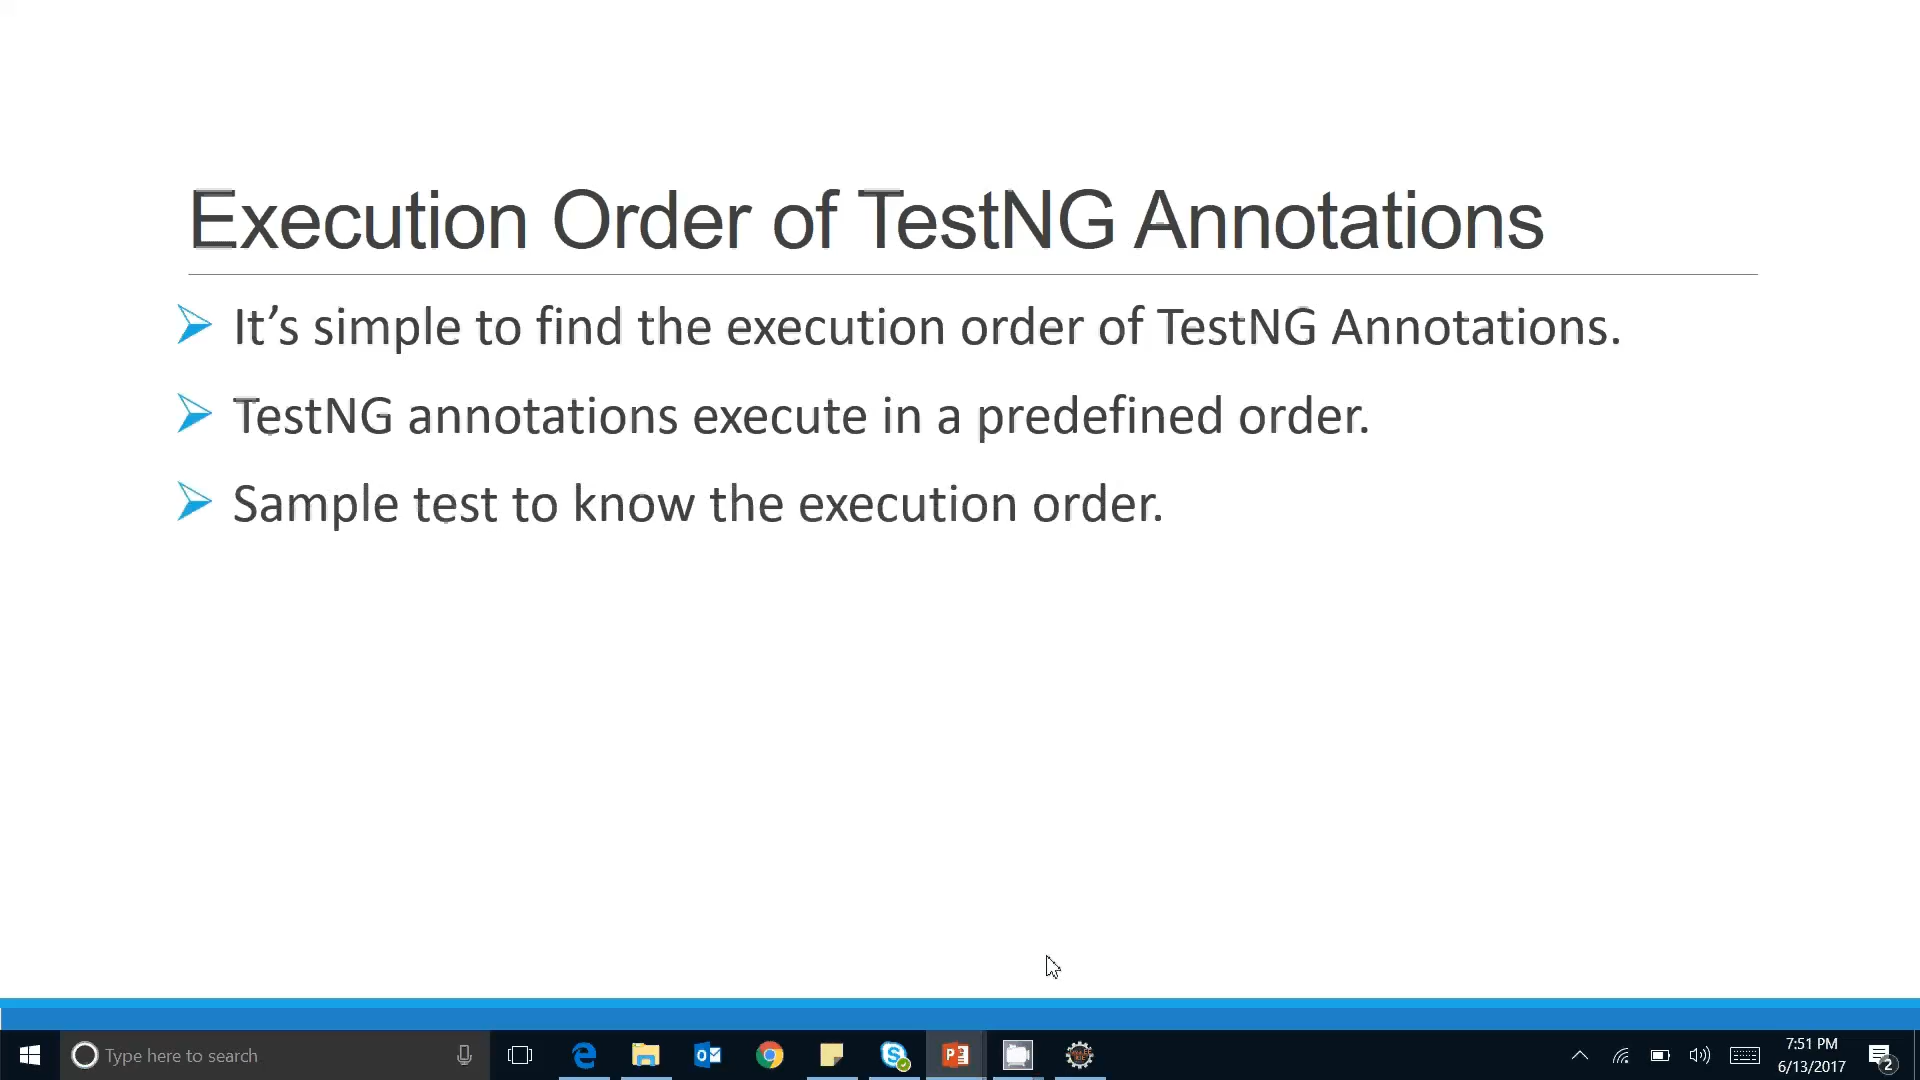 Execution Order of TestNG Annotations
It’s simple to find the execution order of TestNG Annotations.
TestNG annotations execute in a predefined order.
Sample test to know the execution order.
Type here to search
7:51 PM
6/13/2017
2